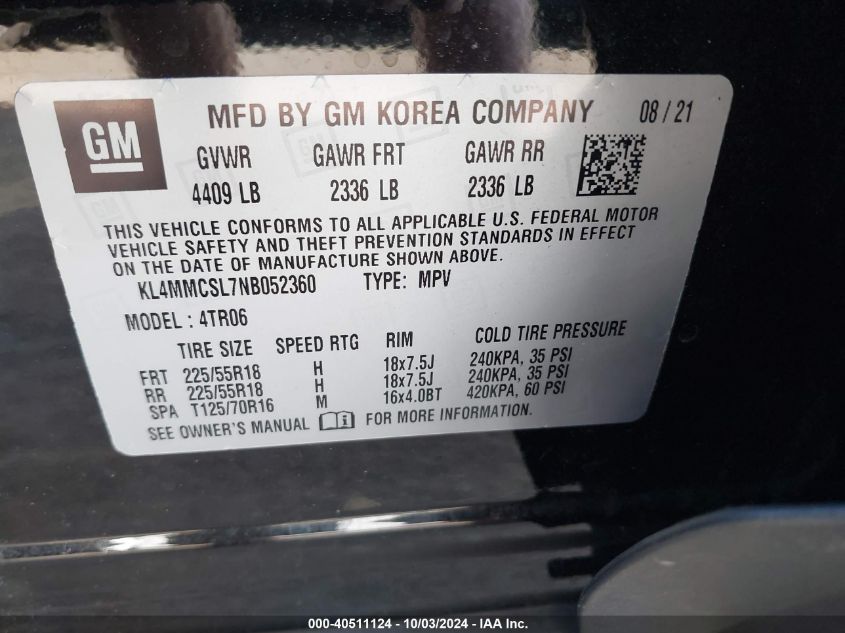 GM
MFD BY GM KOREA COMPANY 08/21
GVWR GAWR FRT GAWR RR
4409 LB 2336 LB 2336 LB
THIS VEHICLE CONFORMS TO ALL APPLICABLE U.S. FEDERAL MOTOR
VEHICLE SAFETY AND THEFT PREVENTION STANDARDS IN EFFECT
ON THE DATE OF MANUFACTURE SHOWN ABOVE.
KL4MMCSL7NB052360 TYPE: MPV
MODEL : 4TR06
TIRE SIZE SPEED RTG RIM COLD TIRE PRESSURE
FRT 225/55R18 H 18x7.5J 240KPA, 35 PSI
RR 225/55R18 H 18x7.5J 240KPA, 35 PSI
SPA T125/70R16 M 16x4.0BT 420KPA, 60 PSI
SEE OWNER'S MANUAL FOR MORE INFORMATION.
000-40511124 - 10/03/2024 - IAA Inc.